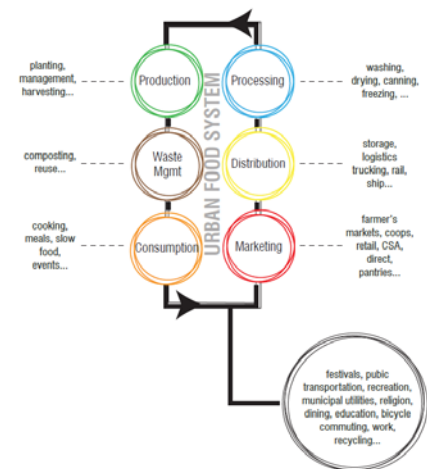 planting,
management,
harvesting...
Production
Processing
washing,
drying, canning,
freezing, ...
URBAN FOOD SYSTEM
composting,
reuse...
Waste
Mgmt
Distribution
storage,
logistics
trucking, rail,
ship...
cooking,
meals, slow
food,
events...
Consumption
Marketing
farmer's
markets, coops,
retail, CSA,
direct,
pantries...
festivals, pubic
transportation, recreation,
municipal utilities, religion,
dining, education, bicycle
commuting, work,
recycling...